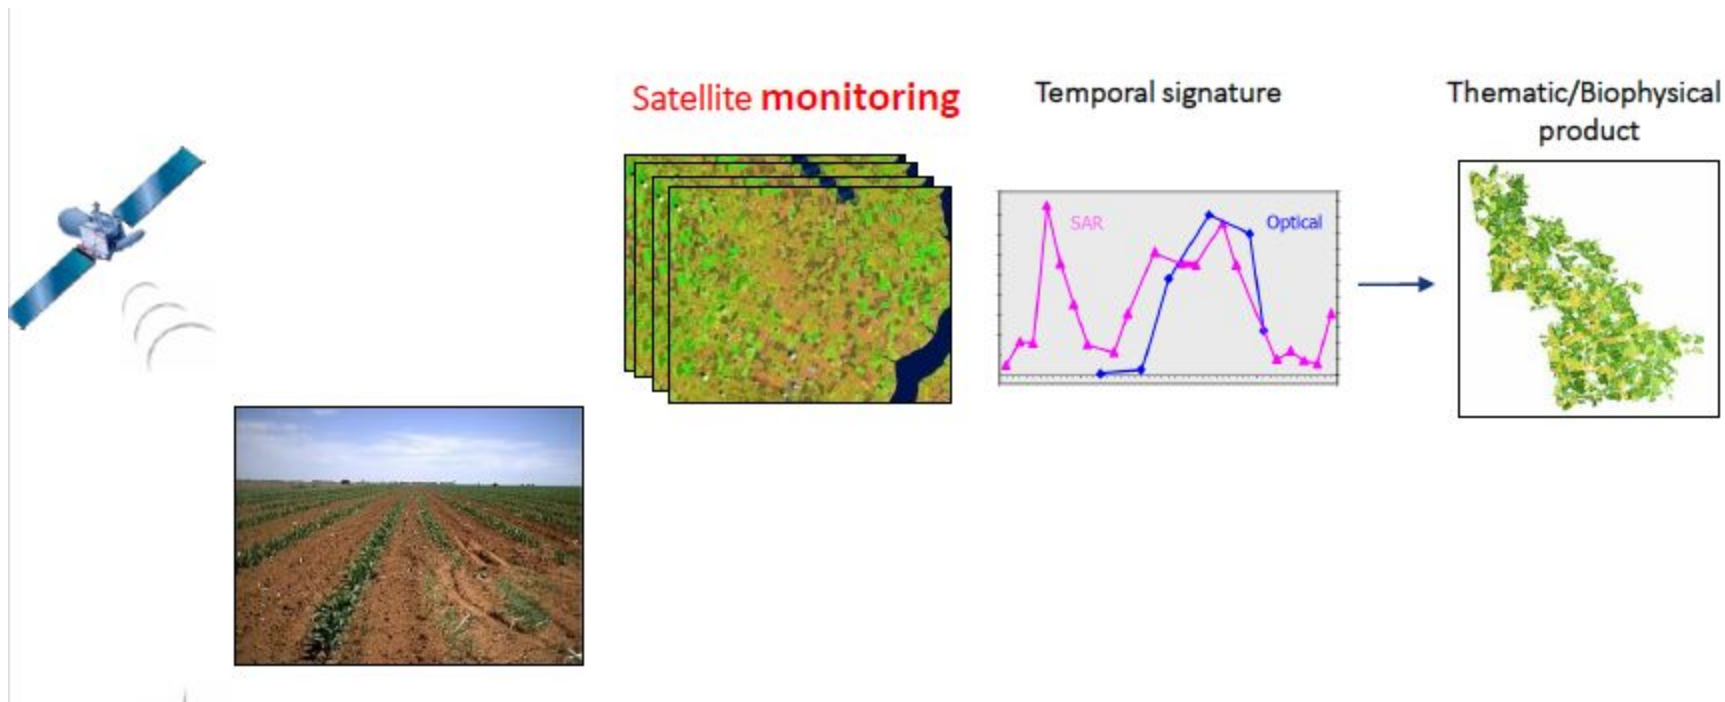 Satellite monitoring
Temporal signature
Thematic/Biophysical
product
SAR
Optical